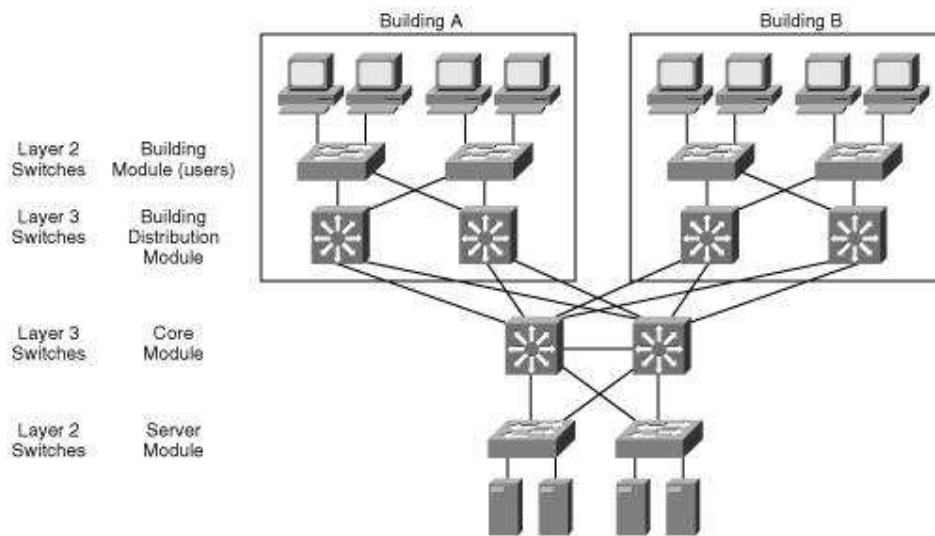 Building A
Building B
Layer 2
Switches
Building
Module (users)
Layer 3
Switches
Building
Distribution
Module
Layer 3
Switches
Core
Module
Layer 2
Switches
Server
Module